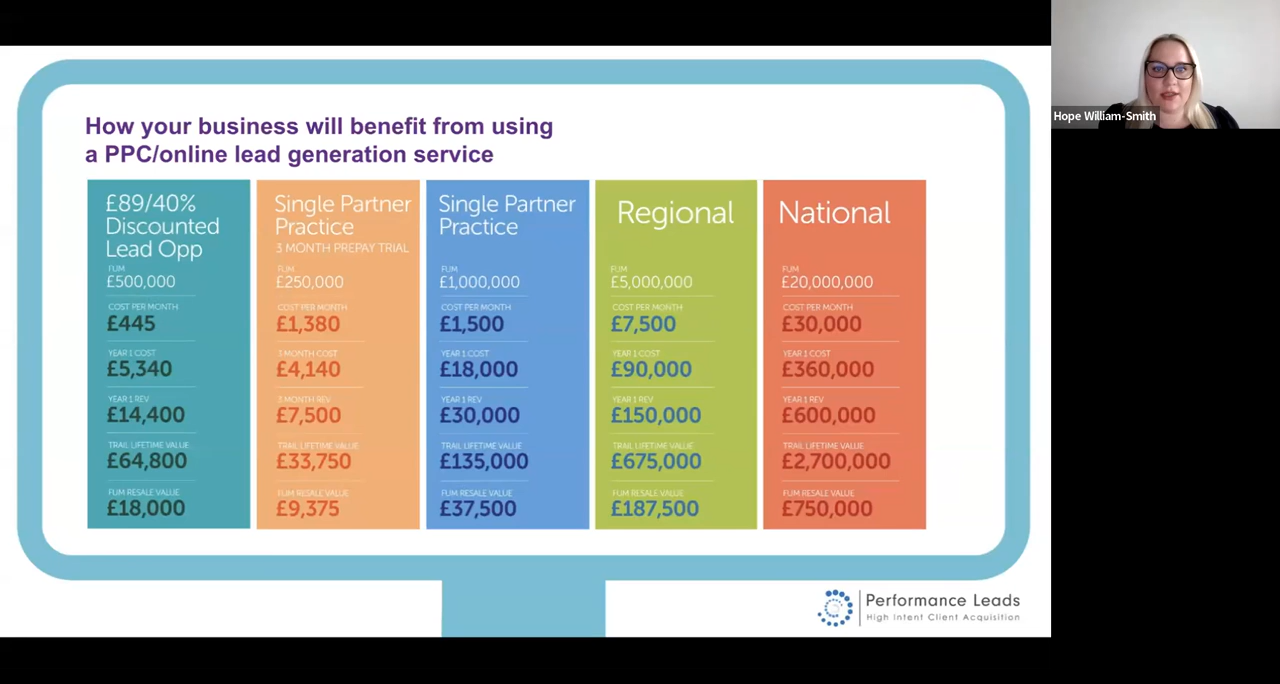 How your business will benefit from using
a PPC/online lead generation service
£89/40%
Discounted
Lead Opp
FUM
£500,000
COST PER MONTH
£445
YEAR 1 COST
£5,340
YEAR 1 REV
£14,400
TRAIL LIFETIME VALUE
£64,800
FUM RESALE VALUE
£18,000
Single Partner
Practice
3 MONTH PREPAY TRIAL
FUM
£250,000
COST PER MONTH
£1,380
3 MONTH COST
£4,140
3 MONTH REV
£7,500
TRAIL LIFETIME VALUE
£33,750
FUM RESALE VALUE
£9,375
Single Partner
Practice
FUM
£1,000,000
COST PER MONTH
£1,500
YEAR 1 COST
£18,000
YEAR 1 REV
£30,000
TRAIL LIFETIME VALUE
£135,000
FUM RESALE VALUE
£37,500
Regional
FUM
£5,000,000
COST PER MONTH
£7,500
YEAR 1 COST
£90,000
YEAR 1 REV
£150,000
TRAIL LIFETIME VALUE
£675,000
FUM RESALE VALUE
£187,500
National
FUM
£20,000,000
COST PER MONTH
£30,000
YEAR 1 COST
£360,000
YEAR 1 REV
£600,000
TRAIL LIFETIME VALUE
£2,700,000
FUM RESALE VALUE
£750,000
Performance Leads
High Intent Client Acquisition
Hope William-Smith